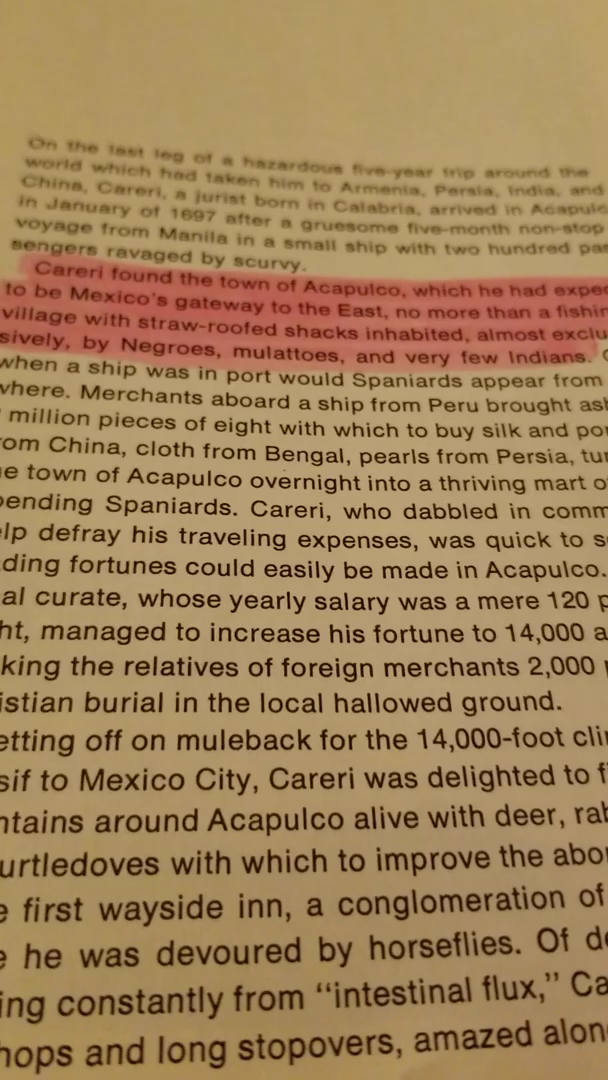 On the last leg of a hazardous five-year trip around the
world which had taken him to Armenia, Persia, India, and
China, Careri, a jurist born in Calabria, arrived in Acapulc
in January of 1697 after a gruesome five-month non-stop
voyage from Manila in a small ship with two hundred pas
sengers ravaged by scurvy.
Careri found the town of Acapulco, which he had expec
to be Mexico's gateway to the East, no more than a fishin
village with straw-roofed shacks inhabited, almost exclu
sively, by Negroes, mulattoes, and very few Indians.
when a ship was in port would Spaniards appear from
where. Merchants aboard a ship from Peru brought
million pieces of eight with which to buy silk and por
om China, cloth from Bengal, pearls from Persia, tur
e town of Acapulco overnight into a thriving mart o
pending Spaniards. Careri, who dabbled in comm
elp defray his traveling expenses, was quick to s
ding fortunes could easily be made in Acapulco.
al curate, whose yearly salary was a mere 120 p
ht, managed to increase his fortune to 14,000 a
king the relatives of foreign merchants 2,000
istian burial in the local hallowed ground.
etting off on muleback for the 14,000-foot clim
sif to Mexico City, Careri was delighted to fi
ntains around Acapulco alive with deer, rab
urtledoves with which to improve the abo
e first wayside inn, a conglomeration of
e he was devoured by horseflies. Of de
ing constantly from "intestinal flux," Ca
hops and long stopovers, amazed along